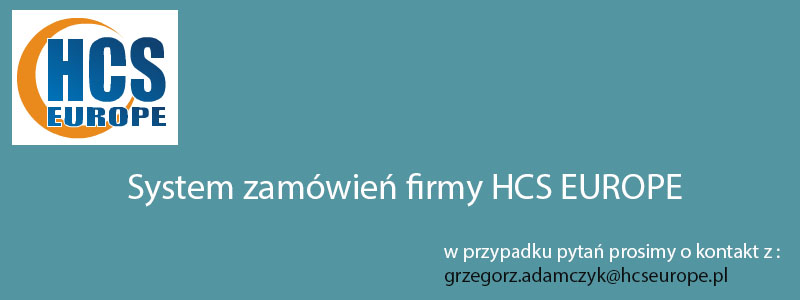 HCS
EUROPE
System zamówień firmy HCS EUROPE
w przypadku pytań prosimy o kontakt z :
grzegorz.adamczyk@hcseurope.pl